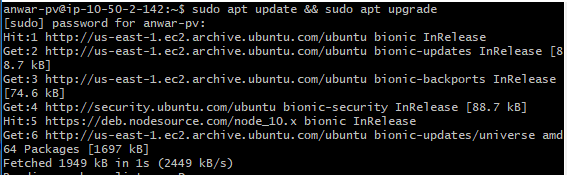 anwar-pv@ip-10-50-2-142:~$ sudo apt update && sudo apt upgrade
[sudo] password for anwar-pv:
Hit:1 http://us-east-1.ec2.archive.ubuntu.com/ubuntu bionic InRelease
Get:2 http://us-east-1.ec2.archive.ubuntu.com/ubuntu bionic-updates InRelease [8
8.7 kB]
Get:3 http://us-east-1.ec2.archive.ubuntu.com/ubuntu bionic-backports InRelease
[74.6 kB]
Get:4 http://security.ubuntu.com/ubuntu bionic-security InRelease [88.7 kB]
Hit:5 https://deb.nodesource.com/node_10.x bionic InRelease
Get:6 http://us-east-1.ec2.archive.ubuntu.com/ubuntu bionic-updates/universe amd
64 Packages [1697 kB]
Fetched 1949 kB in 1s (2449 kB/s)